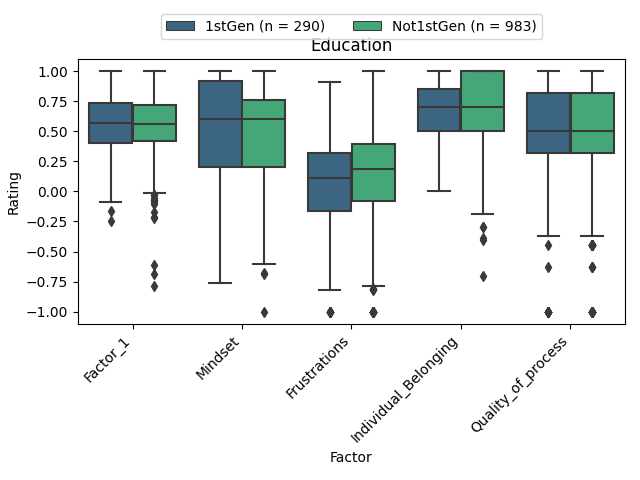 1stGen (n = 290)
Not1stGen (n = 983)
Education
1.00
0.75
0.50
0.25
0.00
−0.25
−0.50
−0.75
−1.00
Rating
Factor_1
Mindset
Frustrations
Individual_Belonging
Quality_of_process
Factor